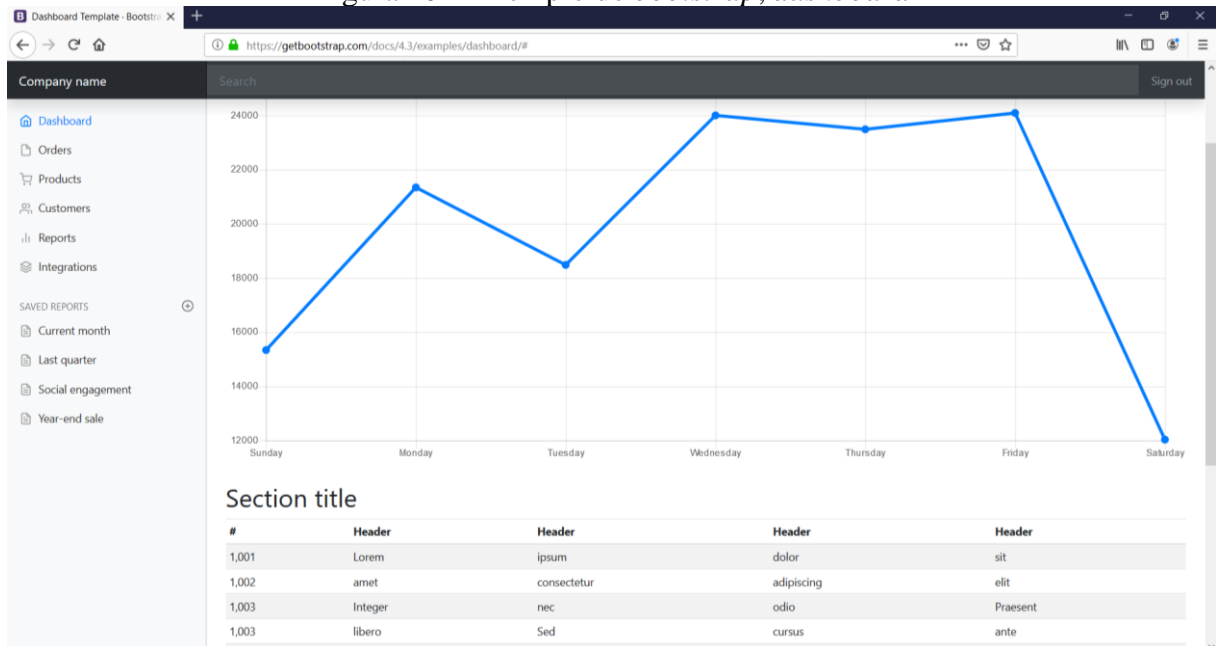 Dashboard Template · Bootstra
https://getbootstrap.com/docs/4.3/examples/dashboard/#
Company name
Search
Sign out
Dashboard
Orders
Products
Customers
Reports
Integrations
SAVED REPORTS
Current month
Last quarter
Social engagement
Year-end sale
24000
22000
20000
18000
16000
14000
12000
Sunday Monday Tuesday Wednesday Thursday Friday Saturday
Section title
# Header Header Header Header
1,001 Lorem ipsum dolor sit
1,002 amet consectetur adipiscing elit
1,003 Integer nec odio Praesent
1,003 libero Sed cursus ante